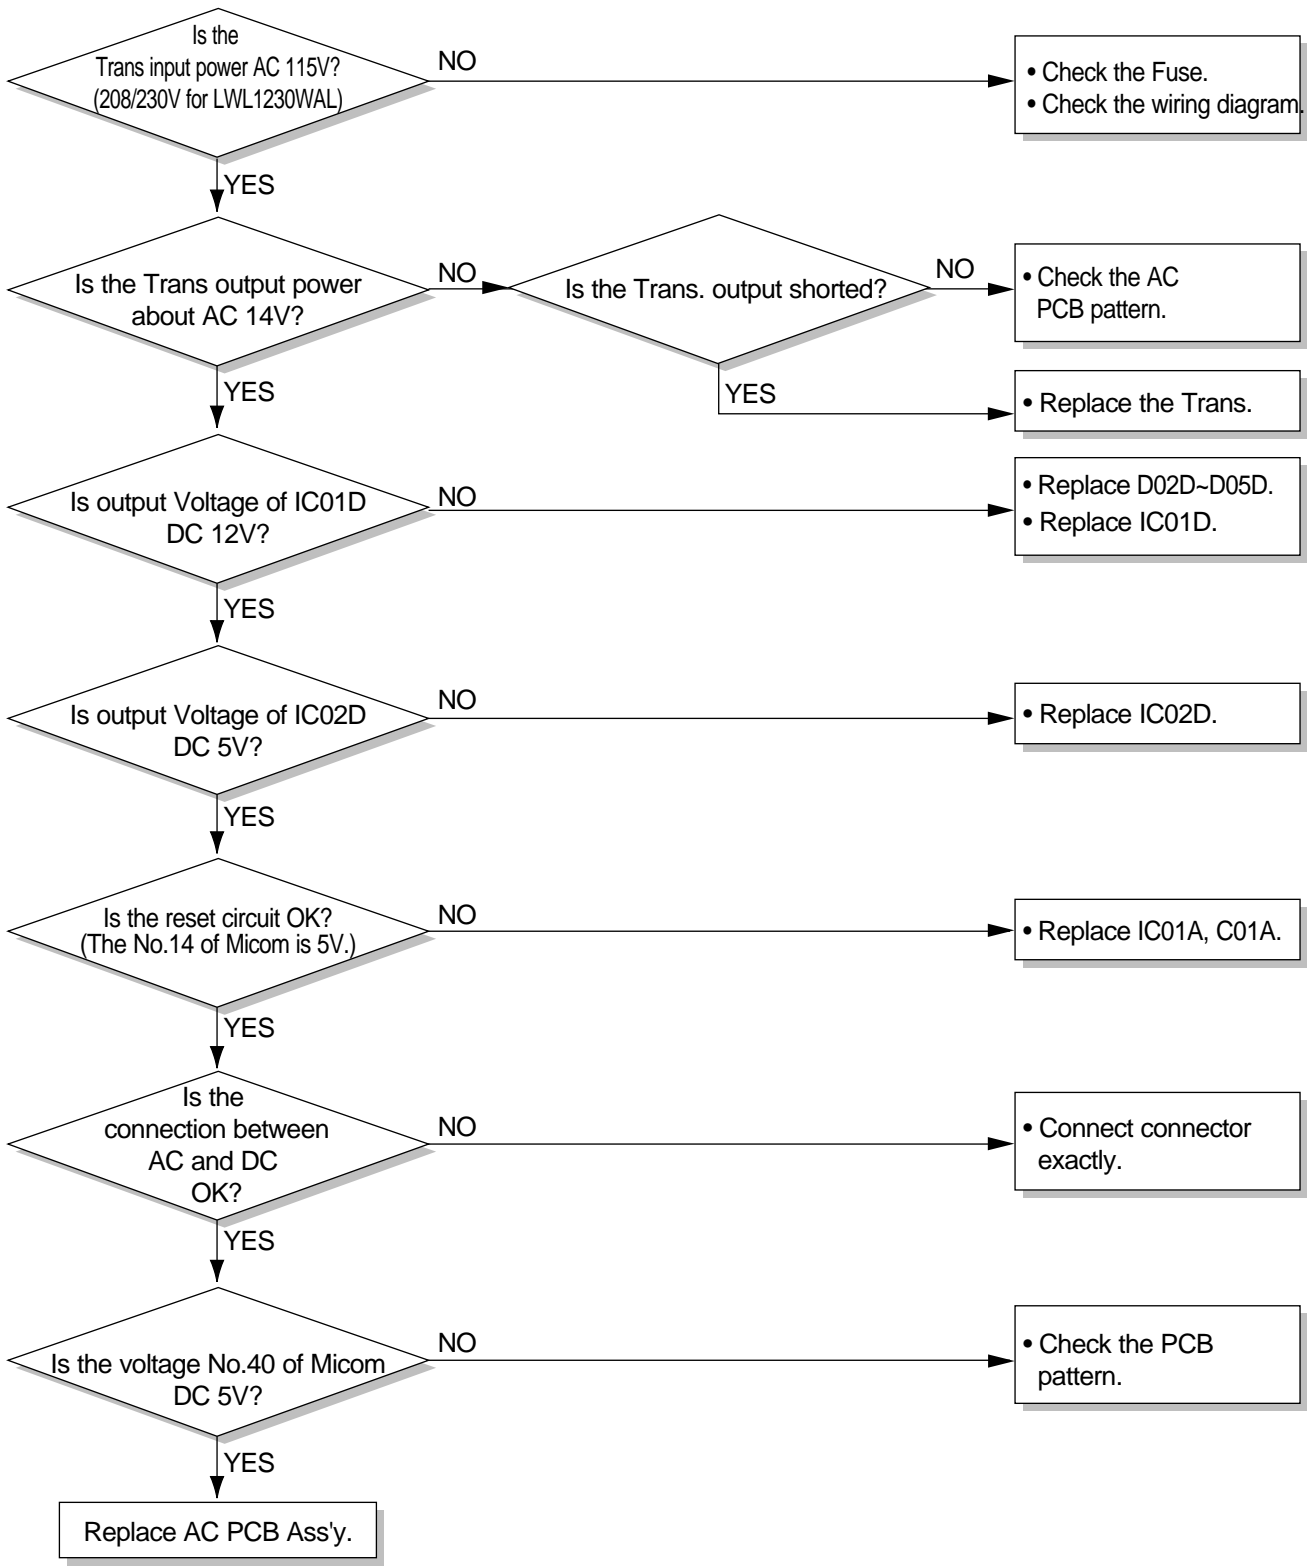 Is the
Trans input power AC 115V?
(208/230V for LWL1230WAL)
NO
• Check the Fuse.
• Check the wiring diagram.
YES
Is the Trans output power
about AC 14V?
NO
Is the Trans. output shorted?
NO
• Check the AC
PCB pattern.
YES
YES
• Replace the Trans.
Is output Voltage of IC01D
DC 12V?
NO
• Replace D02D~D05D.
• Replace IC01D.
YES
Is output Voltage of IC02D
DC 5V?
NO
• Replace IC02D.
YES
Is the reset circuit OK?
(The No.14 of Micom is 5V.)
NO
• Replace IC01A, C01A.
YES
Is the
connection between
AC and DC
OK?
NO
• Connect connector
exactly.
YES
Is the voltage No.40 of Micom
DC 5V?
NO
• Check the PCB
pattern.
YES
Replace AC PCB Ass'y.